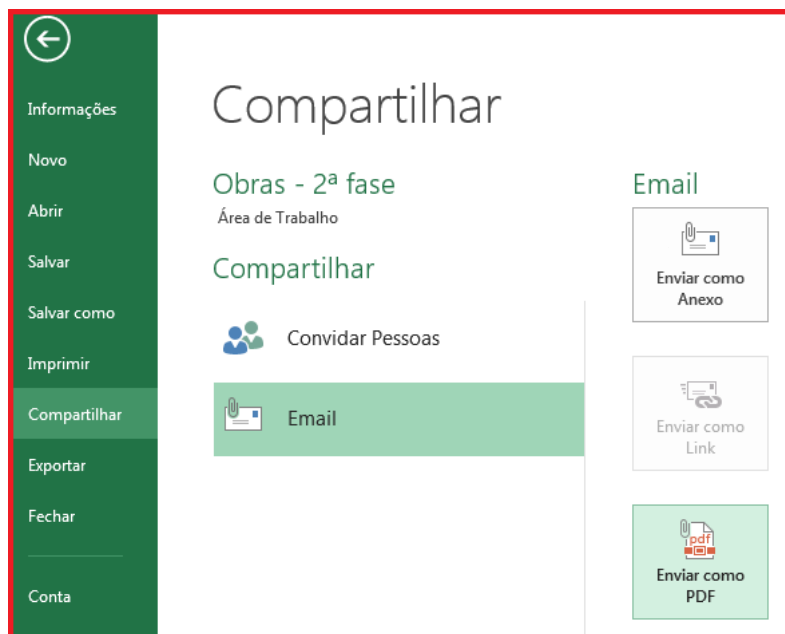 Informações
Novo
Abrir
Salvar
Salvar como
Imprimir
Compartilhar
Exportar
Fechar
Conta
Compartilhar
Obras - 2ª fase
Área de Trabalho
Compartilhar
Convidar Pessoas
Email
Email
Enviar como
Anexo
Enviar como
Link
pdf
Enviar como
PDF